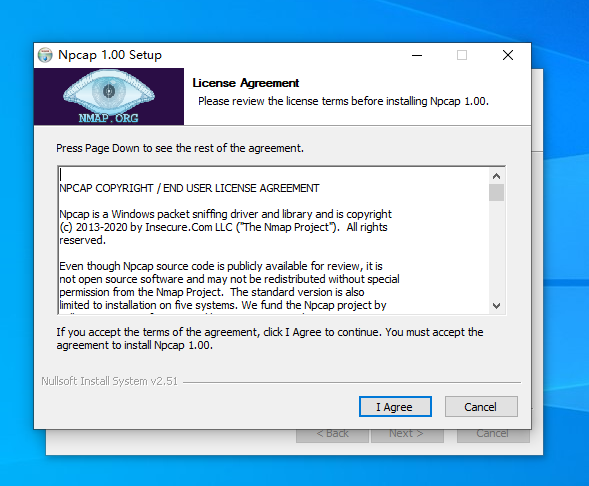 Npcap 1.00 Setup
NMAP.ORG
License Agreement
Please review the license terms before installing Npcap 1.00.
Press Page Down to see the rest of the agreement.
NPCAP COPYRIGHT / END USER LICENSE AGREEMENT
Npcap is a Windows packet sniffing driver and library and is copyright
(c) 2013-2020 by Insecure.Com LLC ("The Nmap Project").  All rights
reserved.
Even though Npcap source code is publicly available for review, it is
not open source software and may not be redistributed without special
permission from the Nmap Project.  The standard version is also
limited to installation on five systems. We fund the Npcap project by
If you accept the terms of the agreement, click I Agree to continue. You must accept the
agreement to install Npcap 1.00.
Nullsoft Install System v2.51
I Agree
Cancel
< Back
Next >
Cancel